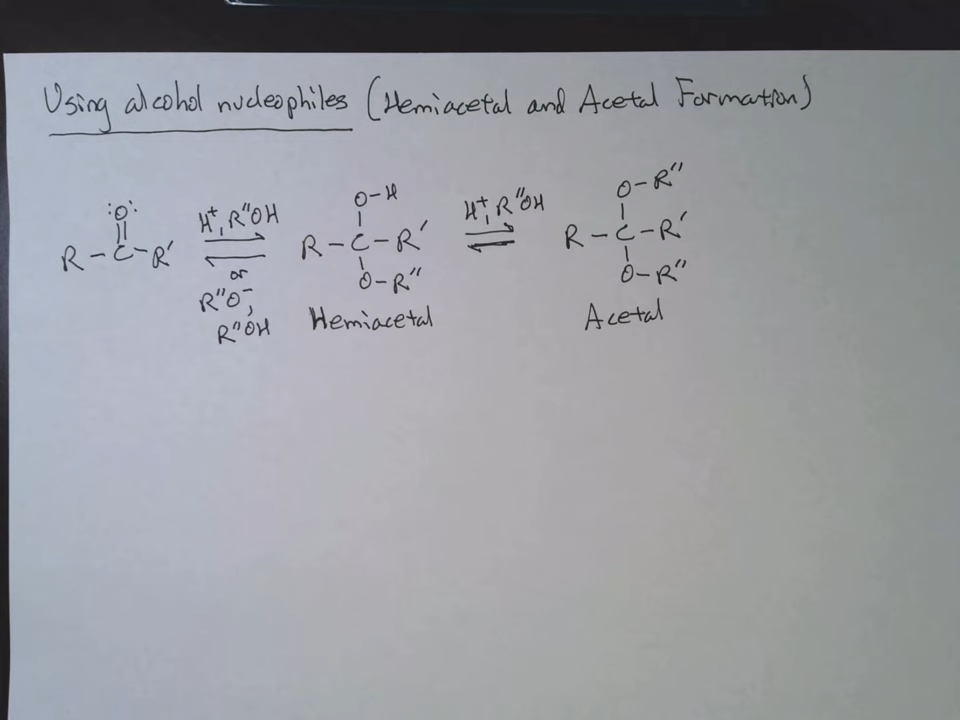 Using alcohol nucleophiles (Hemiacetal and Acetal Formation)
:O: O-H O-R''
|| H⁺, R''OH | H⁺, R''OH |
R-C-R' R-C-R' R-C-R'
or | |
R''O⁻, O-R'' O-R''
R''OH Hemiacetal Acetal